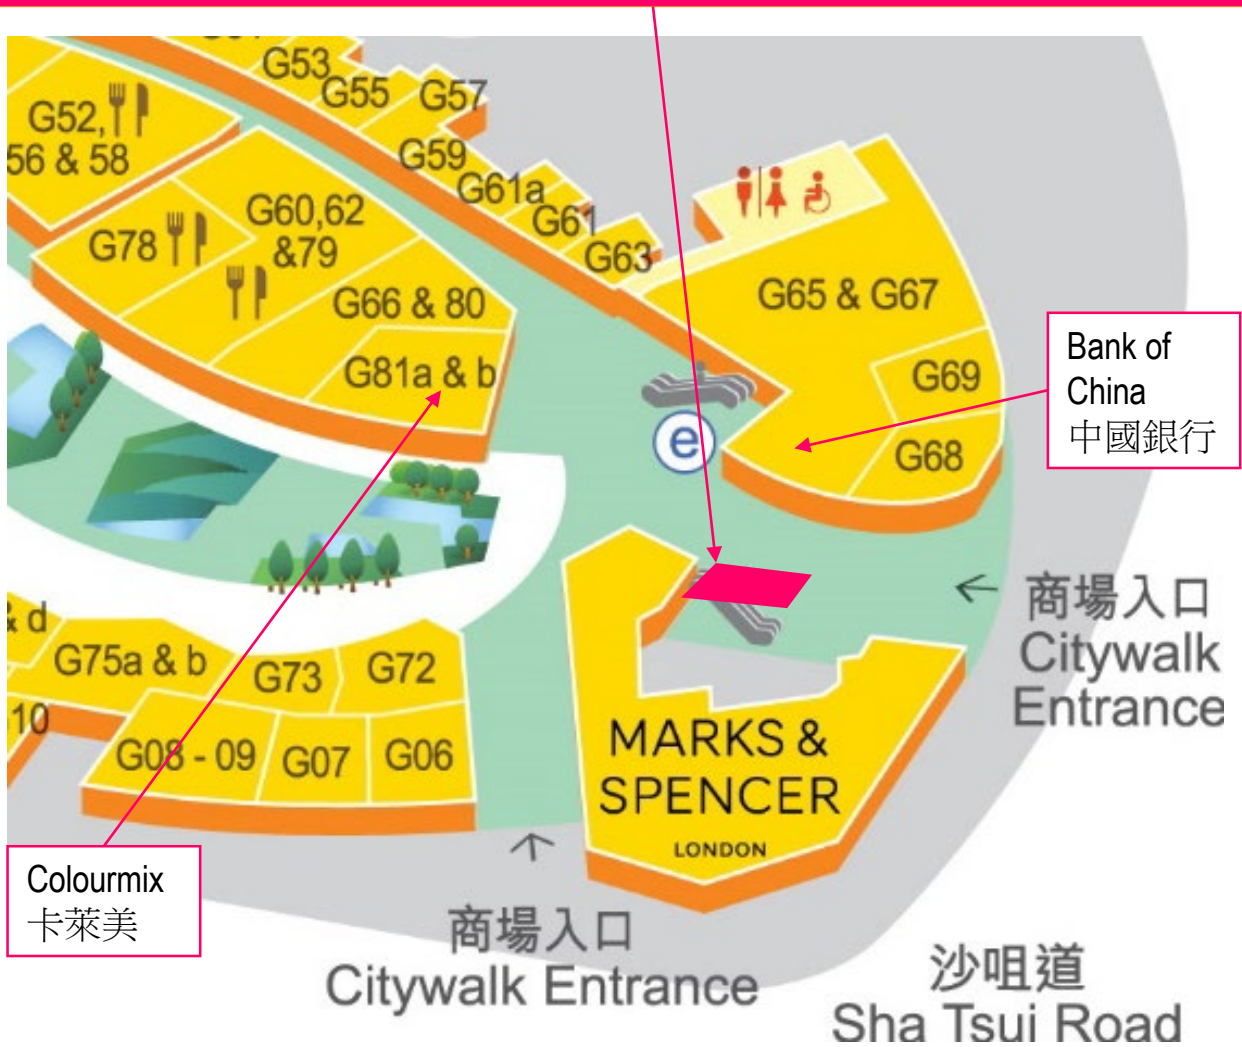 G53
G55
G57
G52,
56 & 58
G59
G61a
G61
G63
G60,62
&79
G78
G66 & 80
G81a & b
G65 & G67
G69
G68
Bank of
China
中國銀行
e
& d
G75a & b
G73
G72
10
G08 - 09
G07
G06
MARKS &
SPENCER
LONDON
商場入口
Citywalk
Entrance
Colourmix
卡萊美
商場入口
Citywalk Entrance
沙咀道
Sha Tsui Road